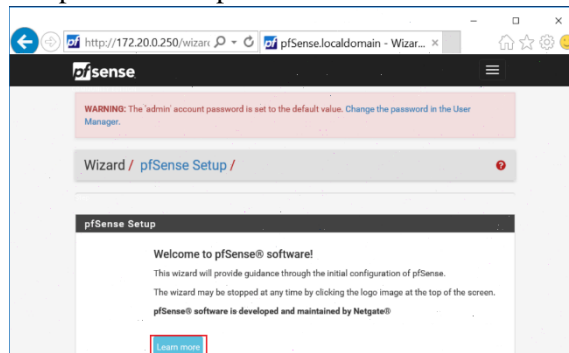 http://172.20.0.250/wizarc
pfSense.localdomain - Wizar...
pfsense
WARNING: The 'admin' account password is set to the default value. Change the password in the User
Manager.
Wizard / pfSense Setup /
pfSense Setup
Welcome to pfSense® software!
This wizard will provide guidance through the initial configuration of pfSense.
The wizard may be stopped at any time by clicking the logo image at the top of the screen.
pfSense® software is developed and maintained by Netgate®
Learn more